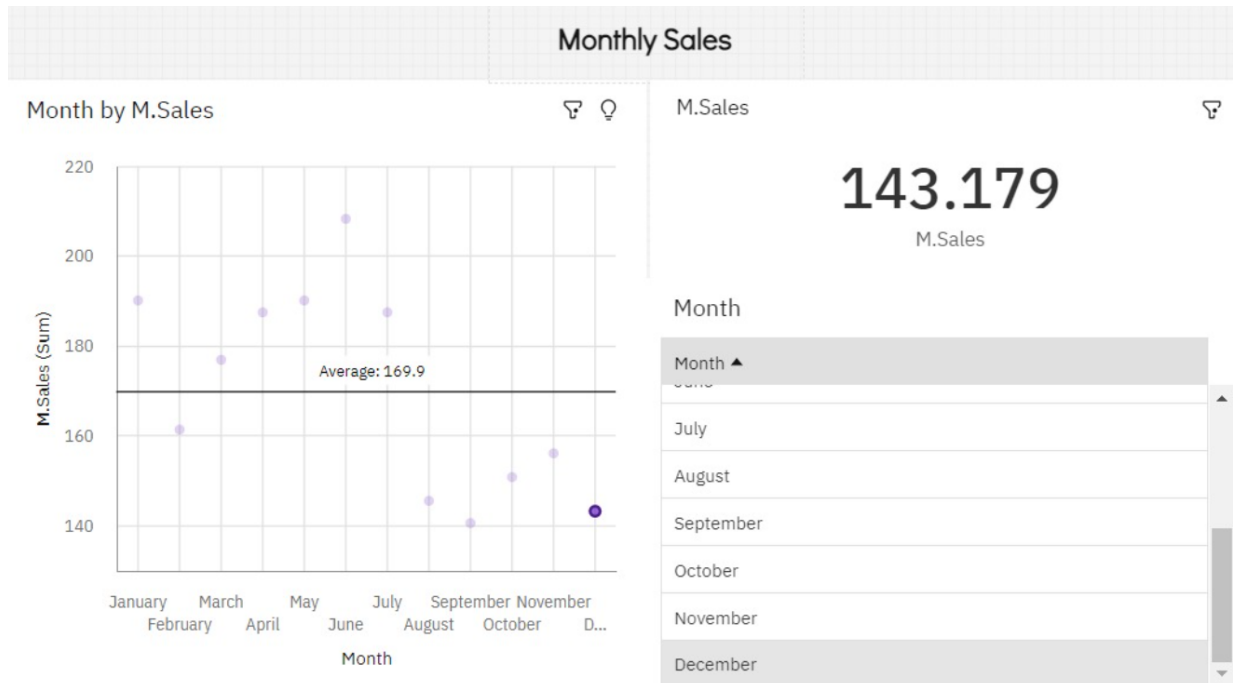 Monthly Sales
Month by M.Sales
220
200
180
160
140
M.Sales (Sum)
Average: 169.9
January March May July September November
February April June August October D...
Month
M.Sales
143.179
M.Sales
Month
Month
July
August
September
October
November
December